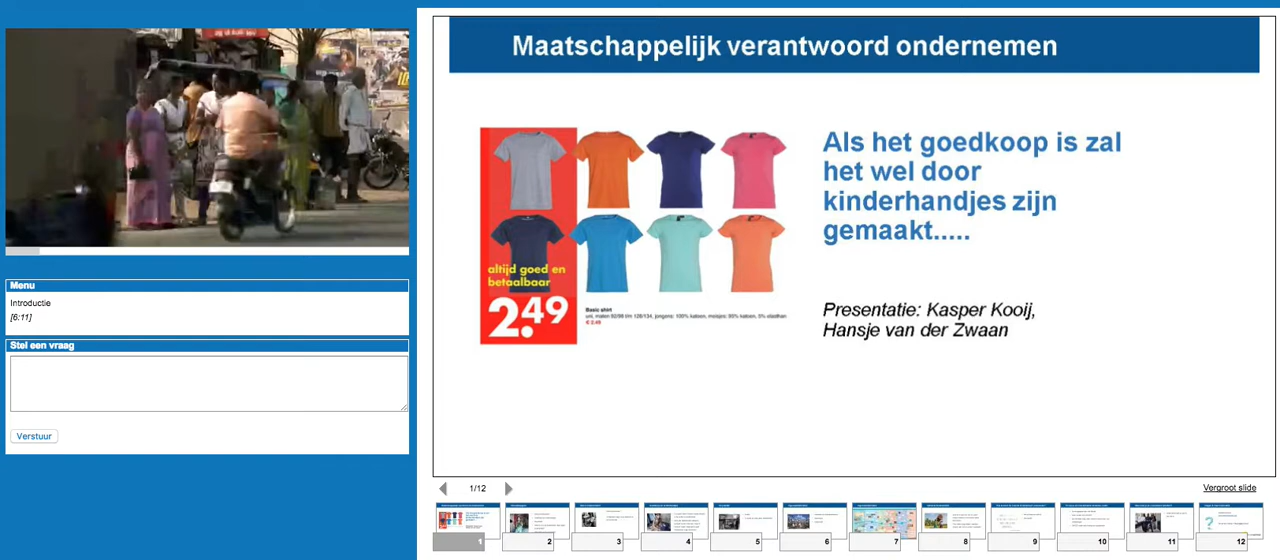 Menu
Introductie
[6:11]
Stel een vraag
Verstuur
Maatschappelijk verantwoord ondernemen
altijd goed en
betaalbaar
2.49
Basic shirt
€ 2.49
Als het goedkoop is zal
het wel door
kinderhandjes zijn
gemaakt.....
Presentatie: Kasper Kooij,
Hansje van der Zwaan
1/12
Vergroot slide
1
2
3
4
5
6
7
8
9
10
11
12